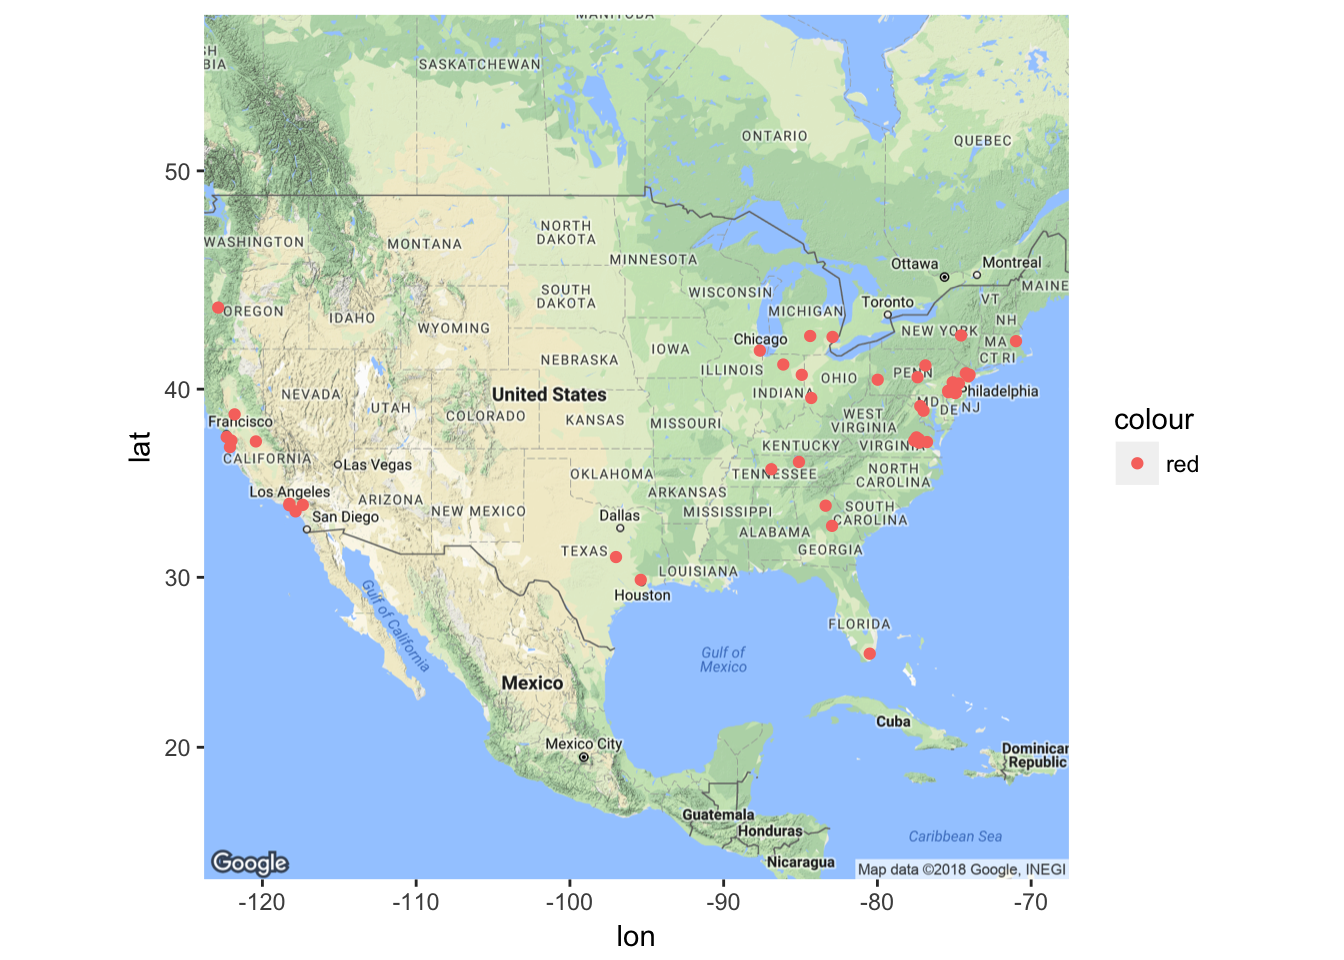 MANITOBA
SH
BIA
SASKATCHEWAN
ONTARIO
QUEBEC
50
WASHINGTON
MONTANA
NORTH
DAKOTA
MINNESOTA
Ottawa
Montreal
OREGON
IDAHO
WYOMING
SOUTH
DAKOTA
WISCONSIN
MICHIGAN
Toronto
VT
MAINE
NH
NEW YORK
MA
CT RI
Chicago
IOWA
NEBRASKA
ILLINOIS
INDIANA
OHIO
PENN
Philadelphia
MD
DE
NJ
40
NEVADA
UTAH
COLORADO
United States
KANSAS
MISSOURI
WEST
VIRGINIA
KENTUCKY
VIRGINIA
Francisco
CALIFORNIA
Las Vegas
Los Angeles
San Diego
ARIZONA
NEW MEXICO
OKLAHOMA
ARKANSAS
TENNESSEE
NORTH
CAROLINA
SOUTH
CAROLINA
MISSISSIPPI
ALABAMA
GEORGIA
Dallas
TEXAS
LOUISIANA
Houston
30
FLORIDA
Gulf of California
Gulf of
Mexico
Mexico
Cuba
20
Mexico City
Dominican
Republic
Guatemala
Honduras
Nicaragua
Caribbean Sea
Google
Map data ©2018 Google, INEGI
-120
-110
-100
-90
-80
-70
lon
lat
colour
red